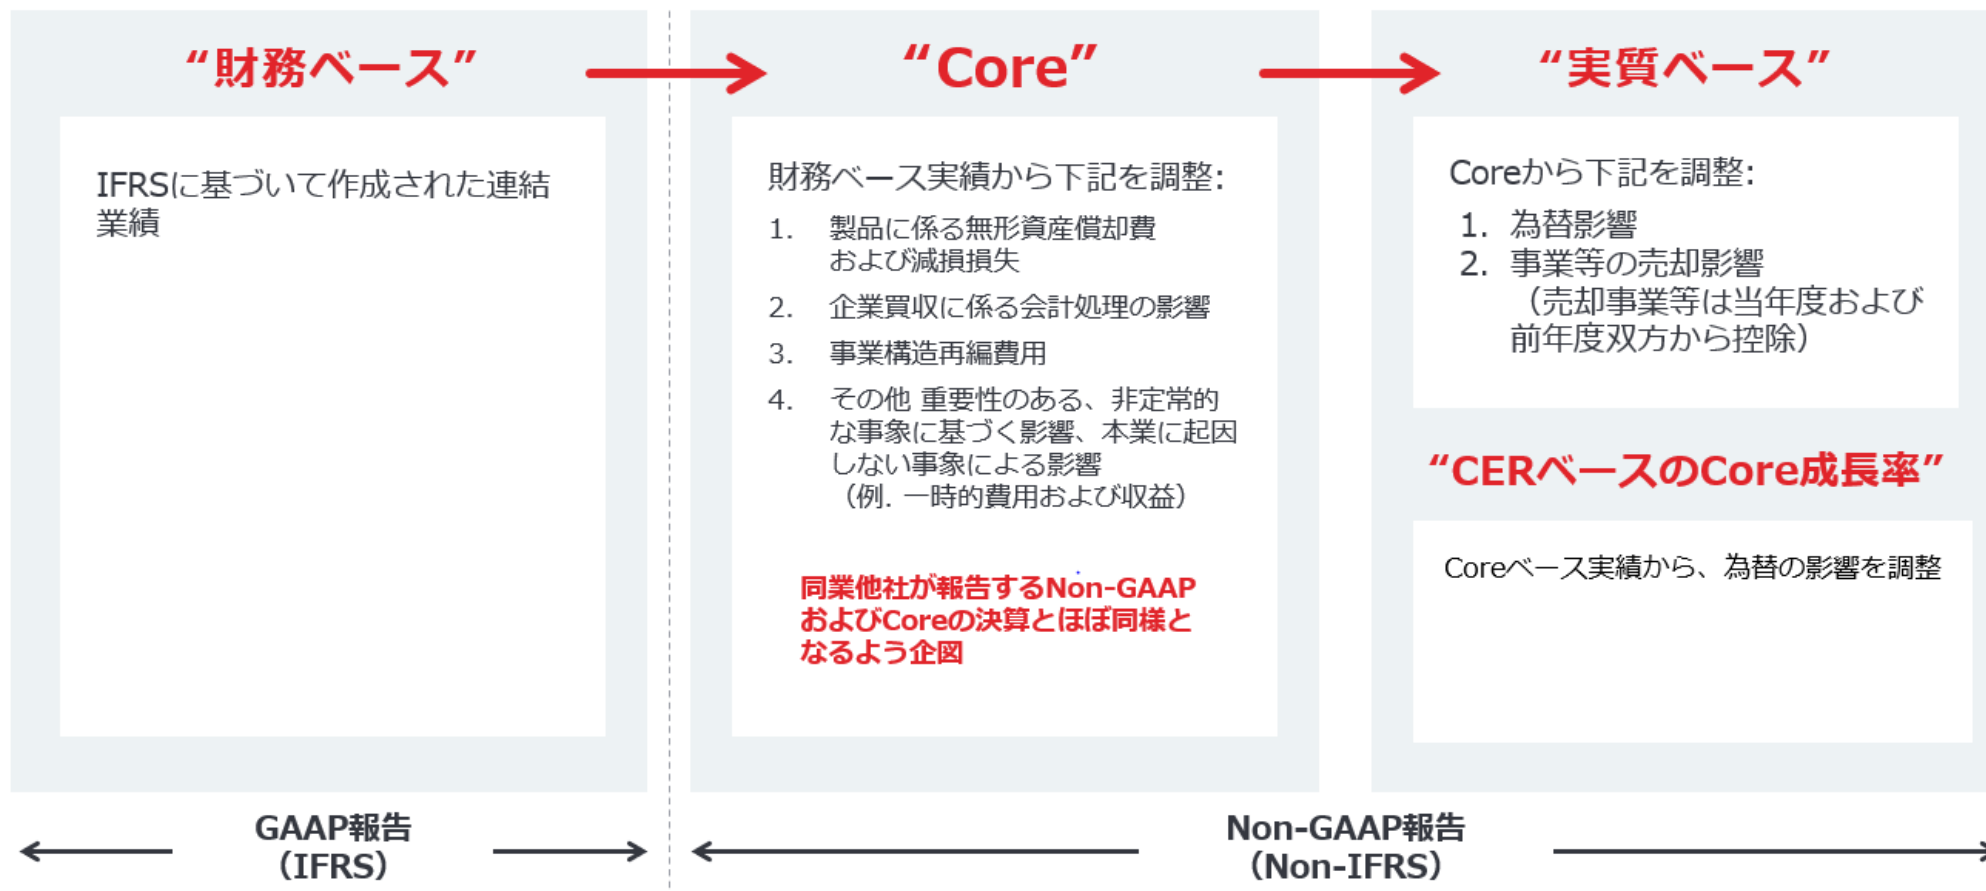 “財務ベース”
IFRSに基づいて作成された連結
業績
“Core”
財務ベース実績から下記を調整:
1. 製品に係る無形資産償却費
および減損損失
2. 企業買収に係る会計処理の影響
3. 事業構造再編費用
4. その他 重要性のある、非定常的
な事象に基づく影響、本業に起因
しない事象による影響
（例. 一時的費用および収益）
同業他社が報告するNon-GAAP
およびCoreの決算とほぼ同様と
なるよう企図
“実質ベース”
Coreから下記を調整:
1. 為替影響
2. 事業等の売却影響
（売却事業等は当年度および
前年度双方から控除）
“CERベースのCore成長率”
Coreベース実績から、為替の影響を調整
GAAP報告
（IFRS）
Non-GAAP報告
（Non-IFRS）